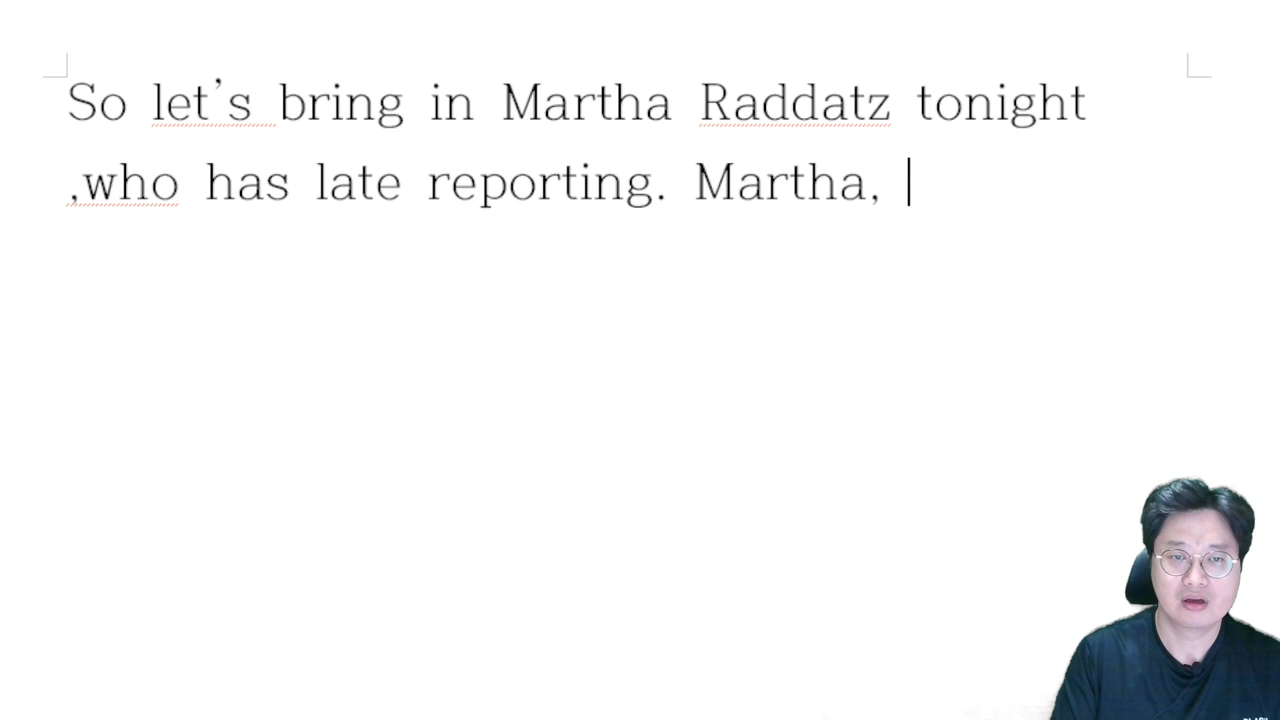 So let’s bring in Martha Raddatz tonight
,who has late reporting. Martha,